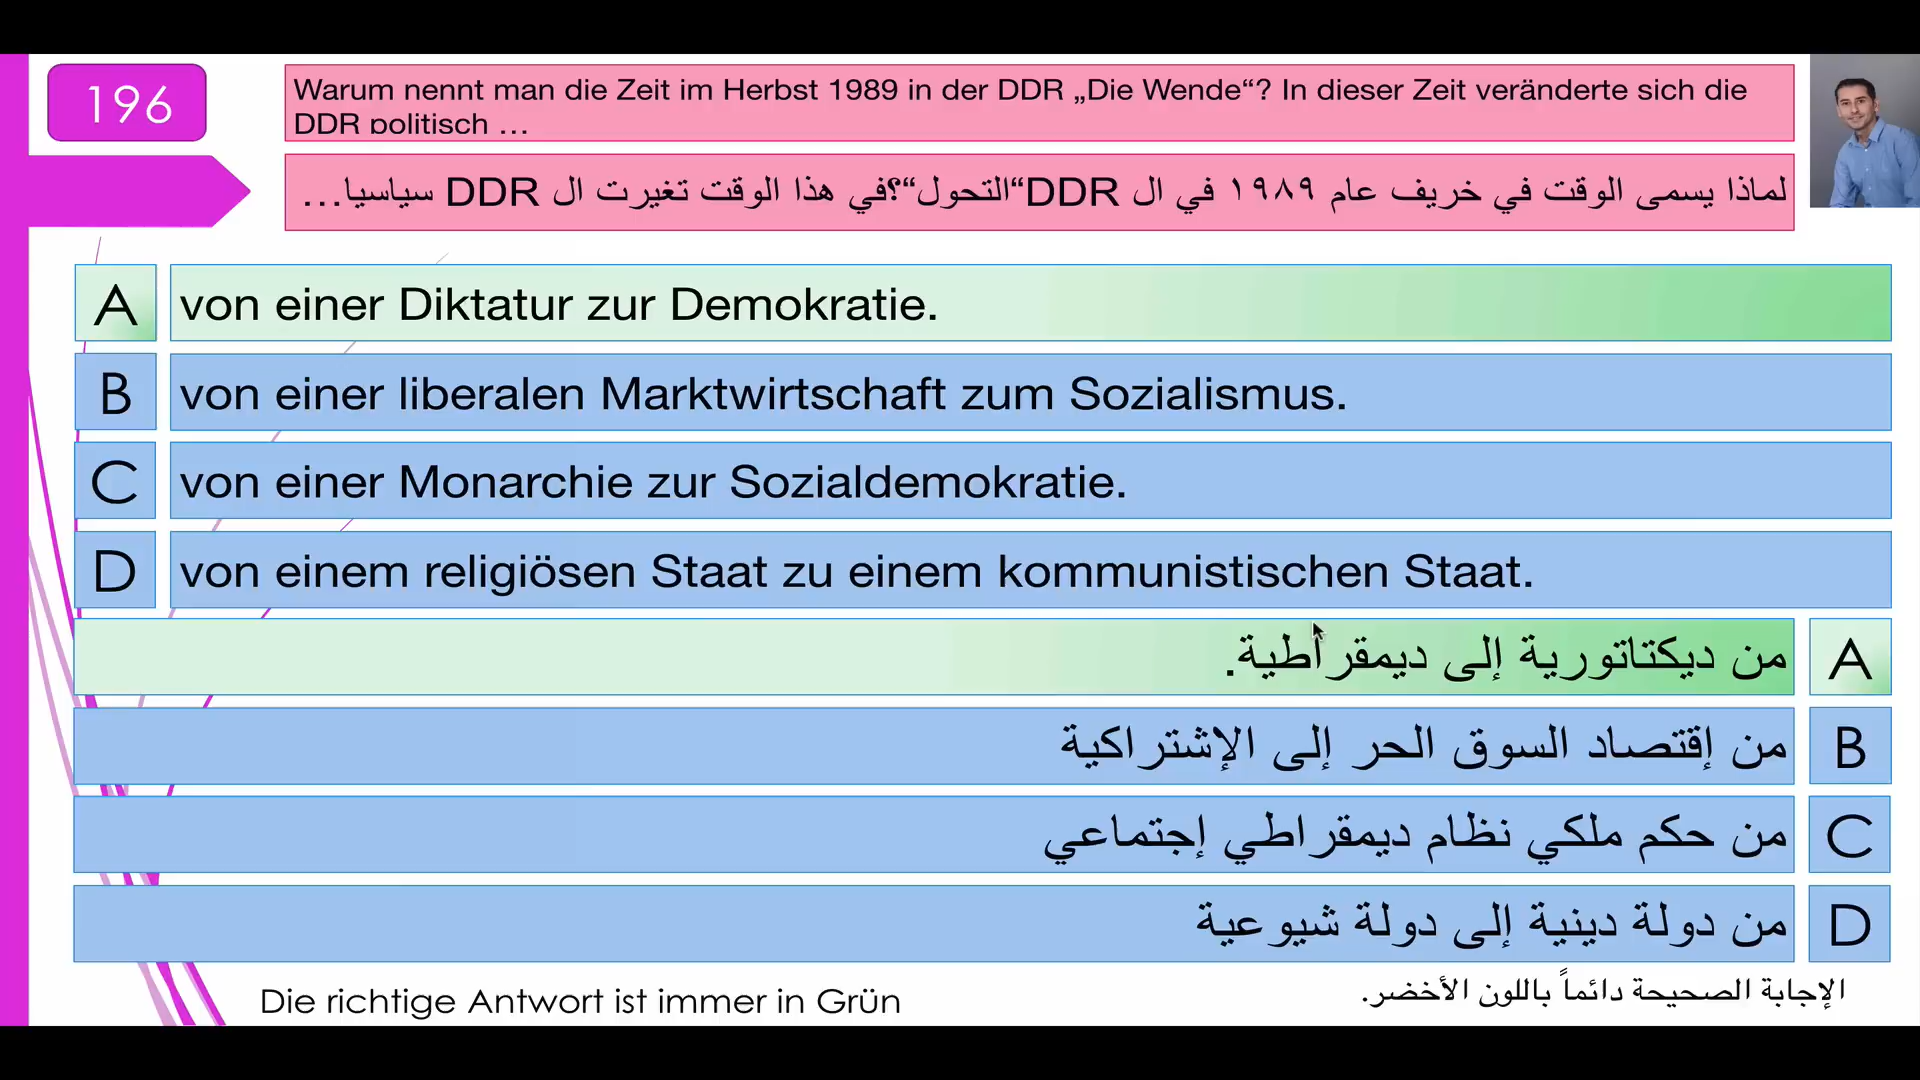 196
Warum nennt man die Zeit im Herbst 1989 in der DDR „Die Wende“? In dieser Zeit veränderte sich die
DDR politisch ...
لماذا يسمى الوقت في خريف عام ١٩٨٩ في ال DDR“التحول“؟في هذا الوقت تغيرت ال DDR سياسيا...
A
von einer Diktatur zur Demokratie.
B
von einer liberalen Marktwirtschaft zum Sozialismus.
C
von einer Monarchie zur Sozialdemokratie.
D
von einem religiösen Staat zu einem kommunistischen Staat.
A
من ديكتاتورية إلى ديمقراطية.
B
من إقتصاد السوق الحر إلى الإشتراكية
C
من حكم ملكي نظام ديمقراطي إجتماعي
D
من دولة دينية إلى دولة شيوعية
Die richtige Antwort ist immer in Grün
الإجابة الصحيحة دائماً باللون الأخضر.